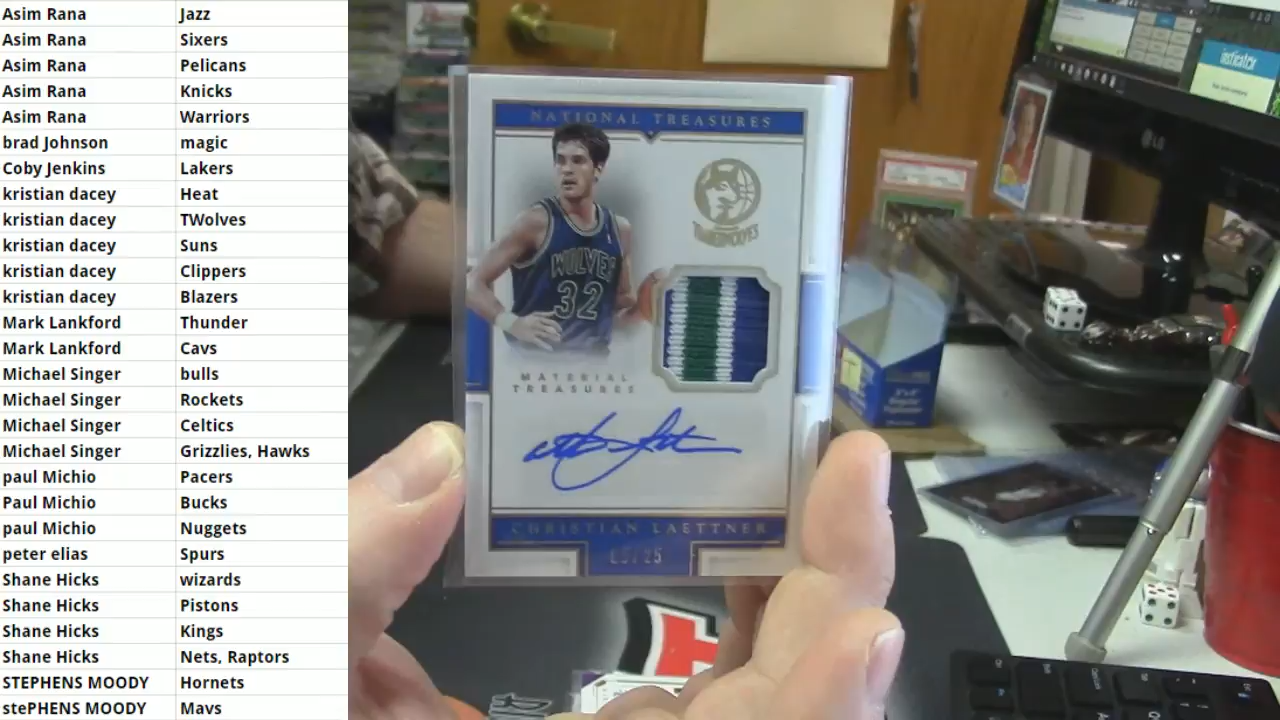 Asim Rana Jazz
Asim Rana Sixers
Asim Rana Pelicans
Asim Rana Knicks
Asim Rana Warriors
brad Johnson magic
Coby Jenkins Lakers
kristian dacey Heat
kristian dacey TWolves
kristian dacey Suns
kristian dacey Clippers
kristian dacey Blazers
Mark Lankford Thunder
Mark Lankford Cavs
Michael Singer bulls
Michael Singer Rockets
Michael Singer Celtics
Michael Singer Grizzlies, Hawks
paul Michio Pacers
Paul Michio Bucks
paul Michio Nuggets
peter elias Spurs
Shane Hicks wizards
Shane Hicks Pistons
Shane Hicks Kings
Shane Hicks Nets, Raptors
STEPHENS MOODY Hornets
stePHENS MOODY Mavs
NATIONAL TREASURES
TIMBERWOLVES
WOLVES
32
MATERIAL
TREASURES
CHRISTIAN LAETTNER
LG